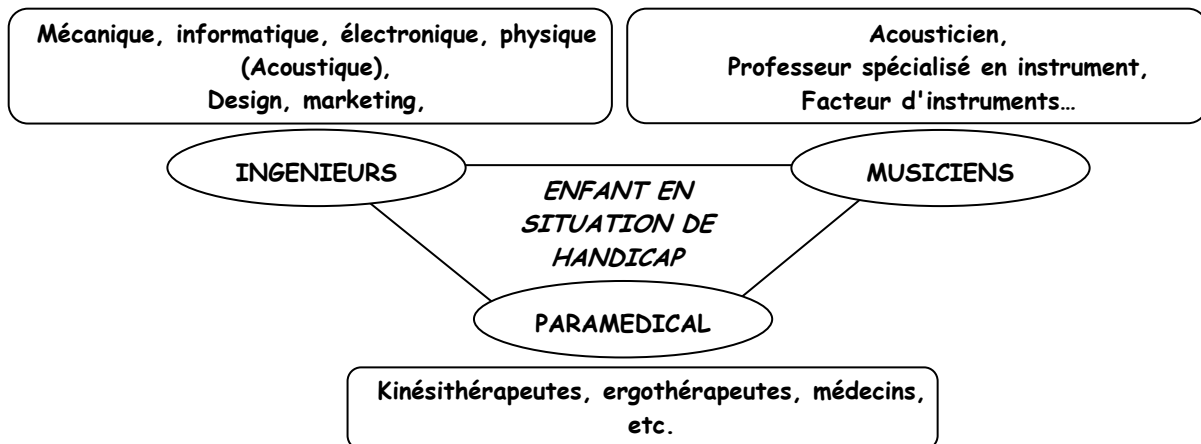 Mécanique, informatique, électronique, physique
(Acoustique),
Design, marketing,
Acousticien,
Professeur spécialisé en instrument,
Facteur d'instruments…
INGENIEURS
MUSICIENS
ENFANT EN
SITUATION DE
HANDICAP
PARAMEDICAL
Kinésithérapeutes, ergothérapeutes, médecins,
etc.